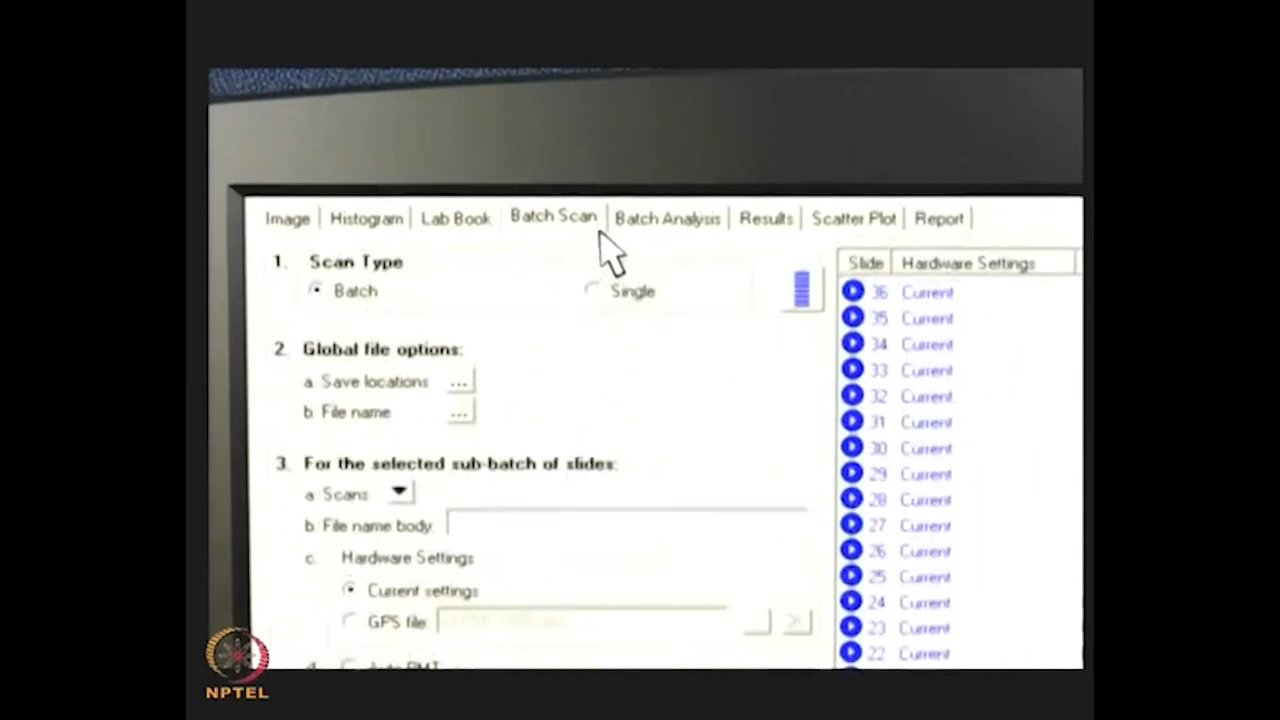 Image Histogram Lab Book Batch Scan Batch Analysis Results Scatter Plot Report
1. Scan Type
Batch Single
2. Global file options:
a. Save locations ...
b. File name ...
3. For the selected sub-batch of slides:
a. Scans
b. File name body:
c. Hardware Settings
Current settings
GPS file:
4. Auto PMT
Slide Hardware Settings
36 Current
35 Current
34 Current
33 Current
32 Current
31 Current
30 Current
29 Current
28 Current
27 Current
26 Current
25 Current
24 Current
23 Current
22 Current
NPTEL